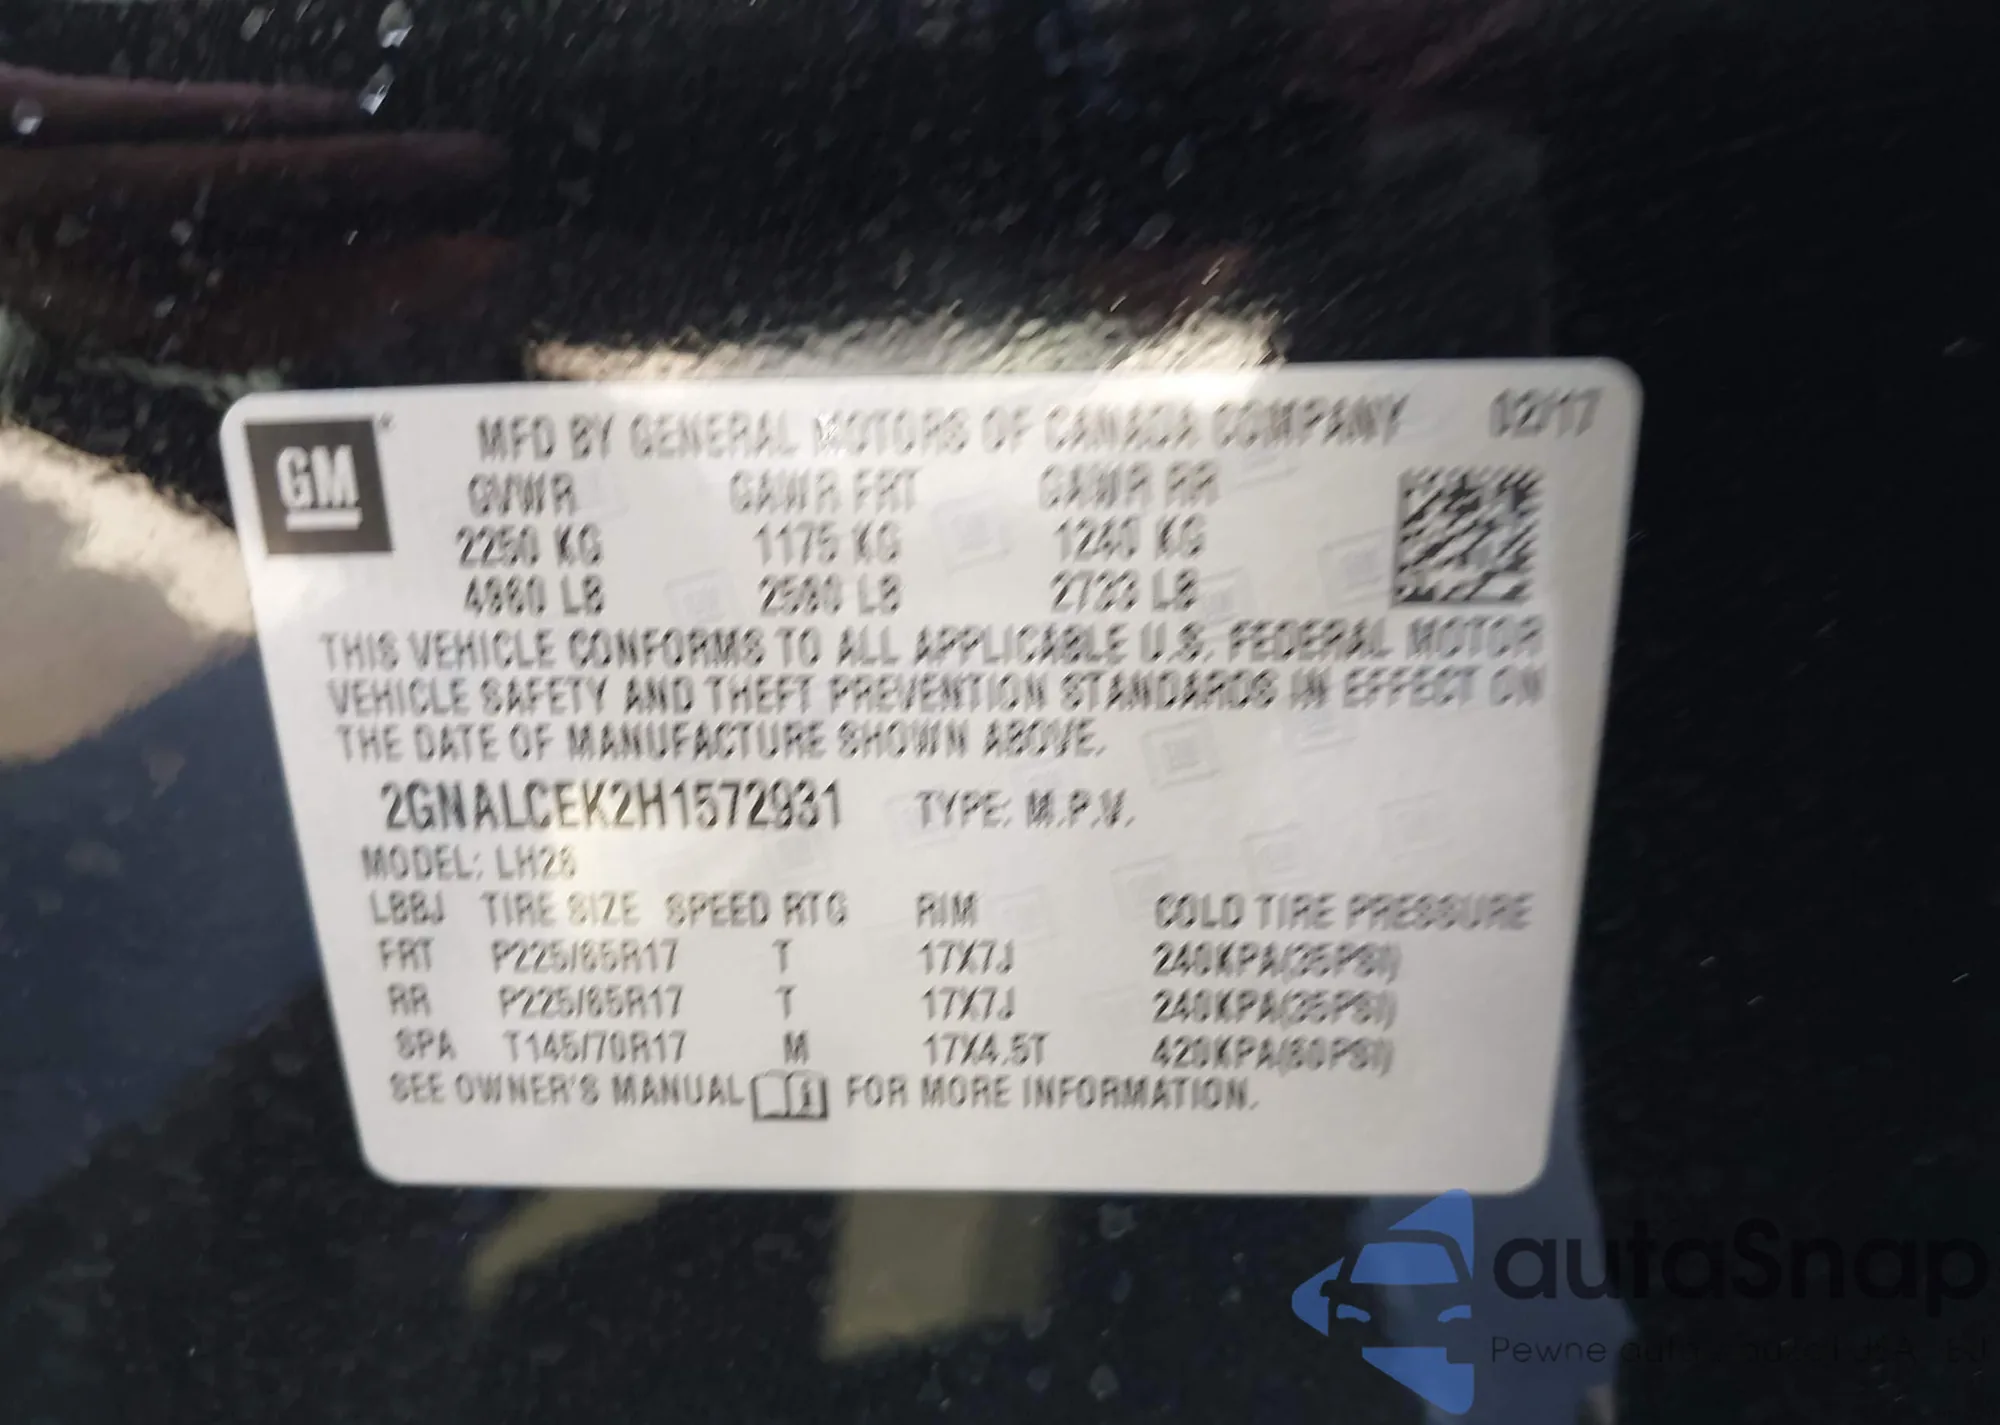 GM MFD BY GENERAL MOTORS OF CANADA COMPANY 02/17
GVWR GAWR FRT GAWR RR
2250 KG 1175 KG 1240 KG
4960 LB 2590 LB 2733 LB
THIS VEHICLE CONFORMS TO ALL APPLICABLE U.S. FEDERAL MOTOR
VEHICLE SAFETY AND THEFT PREVENTION STANDARDS IN EFFECT ON
THE DATE OF MANUFACTURE SHOWN ABOVE.
2GNALCEK2H1572931 TYPE: M.P.V.
MODEL: LH26
LBBJ TIRE SIZE SPEED RTG RIM COLD TIRE PRESSURE
FRT P225/65R17 T 17X7J 240KPA(35PSI)
RR P225/65R17 T 17X7J 240KPA(35PSI)
SPA T145/70R17 M 17X4.5T 420KPA(60PSI)
SEE OWNER'S MANUAL i FOR MORE INFORMATION.
autaSnap
Pewne auta